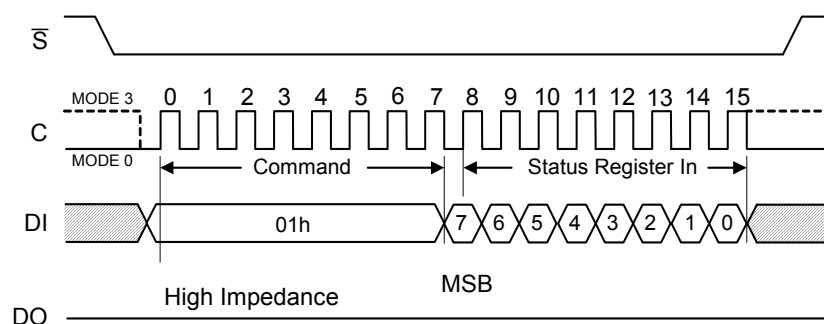 S
MODE 3
0 1 2 3 4 5 6 7 8 9 10 11 12 13 14 15
C
MODE 0
Command
Status Register In
DI
01h
7 6 5 4 3 2 1 0
High Impedance
MSB
DO